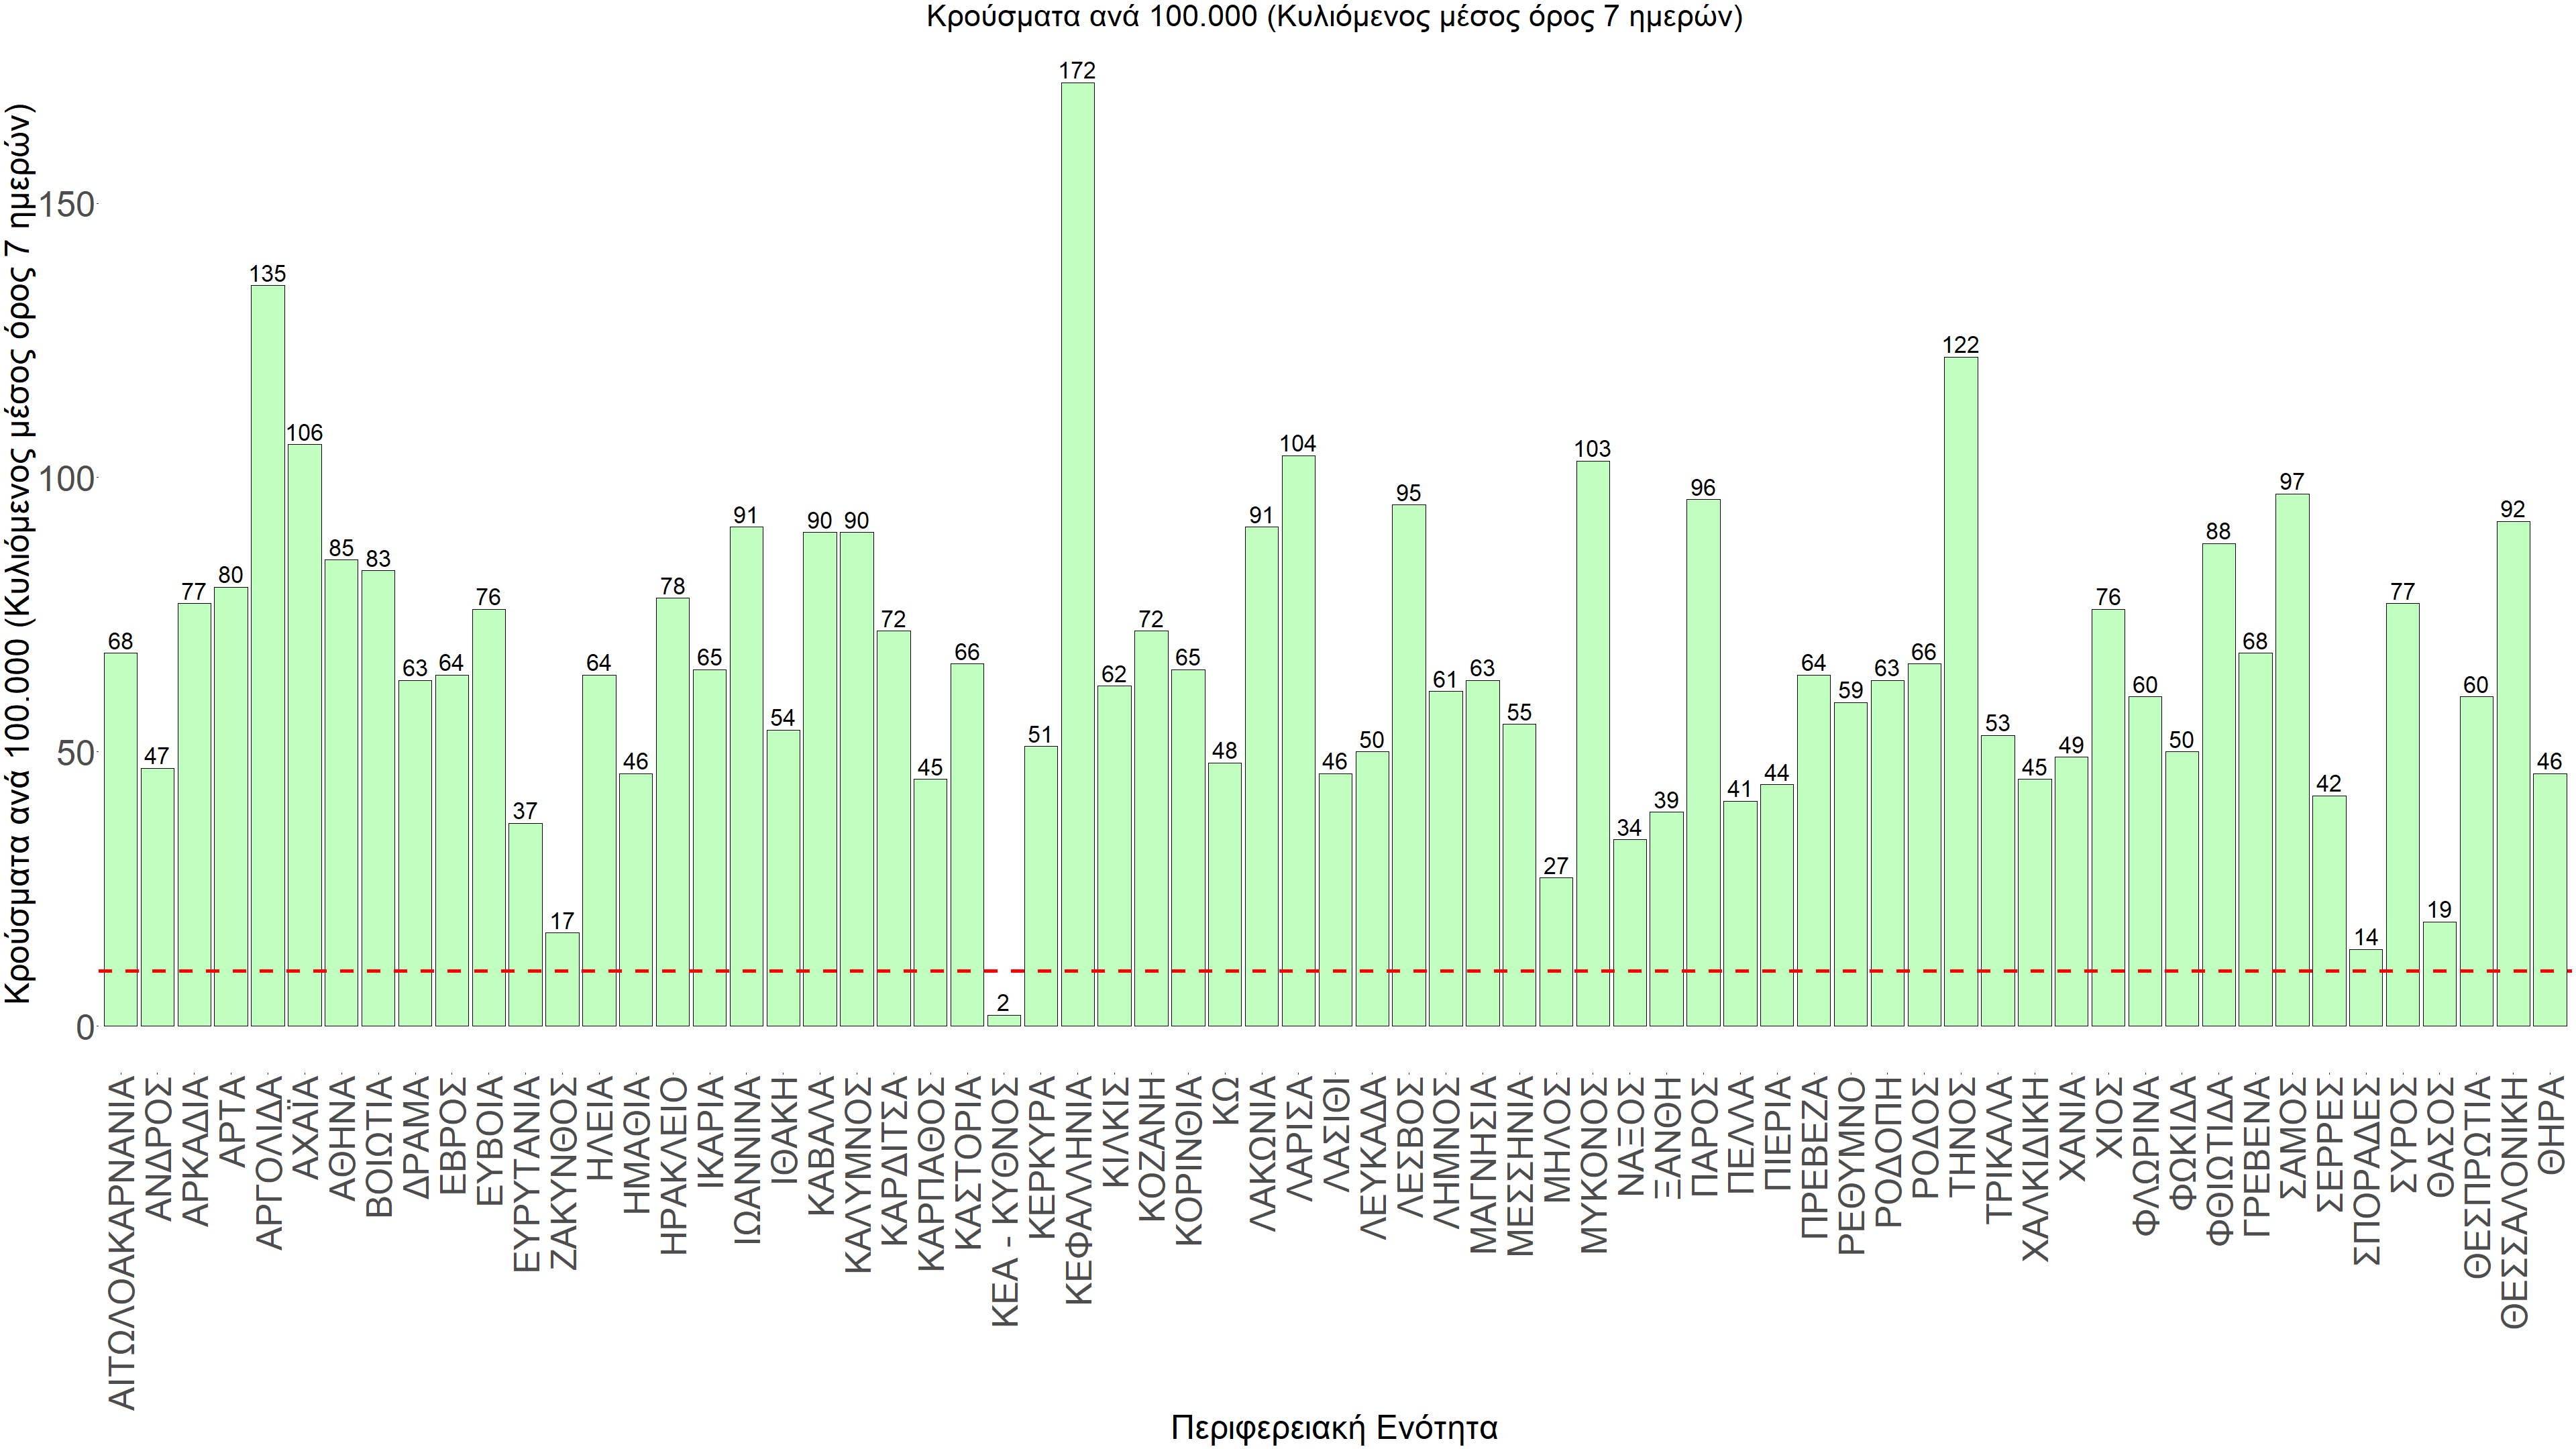 Κρούσματα ανά 100.000 (Κυλιόμενος μέσος όρος 7 ημερών)
Κρούσματα ανά 100.000 (Κυλιόμενος μέσος όρος 7 ημερών)
150
100
50
0
68
47
77
80
135
106
85
83
63
64
76
37
17
64
46
78
65
91
54
90
90
72
45
66
2
51
172
62
72
65
48
91
104
46
50
95
61
63
55
27
103
34
39
96
41
44
64
59
63
66
122
53
45
49
76
60
50
88
68
97
42
14
77
19
60
92
46
ΑΙΤΩΛΟΑΚΑΡΝΑΝΙΑ
ΑΝΔΡΟΣ
ΑΡΚΑΔΙΑ
ΑΡΤΑ
ΑΡΓΟΛΙΔΑ
ΑΧΑΪΑ
ΑΘΗΝΑ
ΒΟΙΩΤΙΑ
ΔΡΑΜΑ
ΕΒΡΟΣ
ΕΥΒΟΙΑ
ΕΥΡΥΤΑΝΙΑ
ΖΑΚΥΝΘΟΣ
ΗΛΕΙΑ
ΗΜΑΘΙΑ
ΗΡΑΚΛΕΙΟ
ΙΚΑΡΙΑ
ΙΩΑΝΝΙΝΑ
ΙΘΑΚΗ
ΚΑΒΑΛΑ
ΚΑΛΥΜΝΟΣ
ΚΑΡΔΙΤΣΑ
ΚΑΡΠΑΘΟΣ
ΚΑΣΤΟΡΙΑ
ΚΕΑ - ΚΥΘΝΟΣ
ΚΕΡΚΥΡΑ
ΚΕΦΑΛΛΗΝΙΑ
ΚΙΛΚΙΣ
ΚΟΖΑΝΗ
ΚΟΡΙΝΘΙΑ
ΚΩ
ΛΑΚΩΝΙΑ
ΛΑΡΙΣΑ
ΛΑΣΙΘΙ
ΛΕΥΚΑΔΑ
ΛΕΣΒΟΣ
ΛΗΜΝΟΣ
ΜΑΓΝΗΣΙΑ
ΜΕΣΣΗΝΙΑ
ΜΗΛΟΣ
ΜΥΚΟΝΟΣ
ΝΑΞΟΣ
ΞΑΝΘΗ
ΠΑΡΟΣ
ΠΕΛΛΑ
ΠΙΕΡΙΑ
ΠΡΕΒΕΖΑ
ΡΕΘΥΜΝΟ
ΡΟΔΟΠΗ
ΡΟΔΟΣ
ΤΗΝΟΣ
ΤΡΙΚΑΛΑ
ΧΑΛΚΙΔΙΚΗ
ΧΑΝΙΑ
ΧΙΟΣ
ΦΛΩΡΙΝΑ
ΦΩΚΙΔΑ
ΦΘΙΩΤΙΔΑ
ΓΡΕΒΕΝΑ
ΣΑΜΟΣ
ΣΕΡΡΕΣ
ΣΠΟΡΑΔΕΣ
ΣΥΡΟΣ
ΘΑΣΟΣ
ΘΕΣΠΡΩΤΙΑ
ΘΕΣΣΑΛΟΝΙΚΗ
ΘΗΡΑ
Περιφερειακή Ενότητα